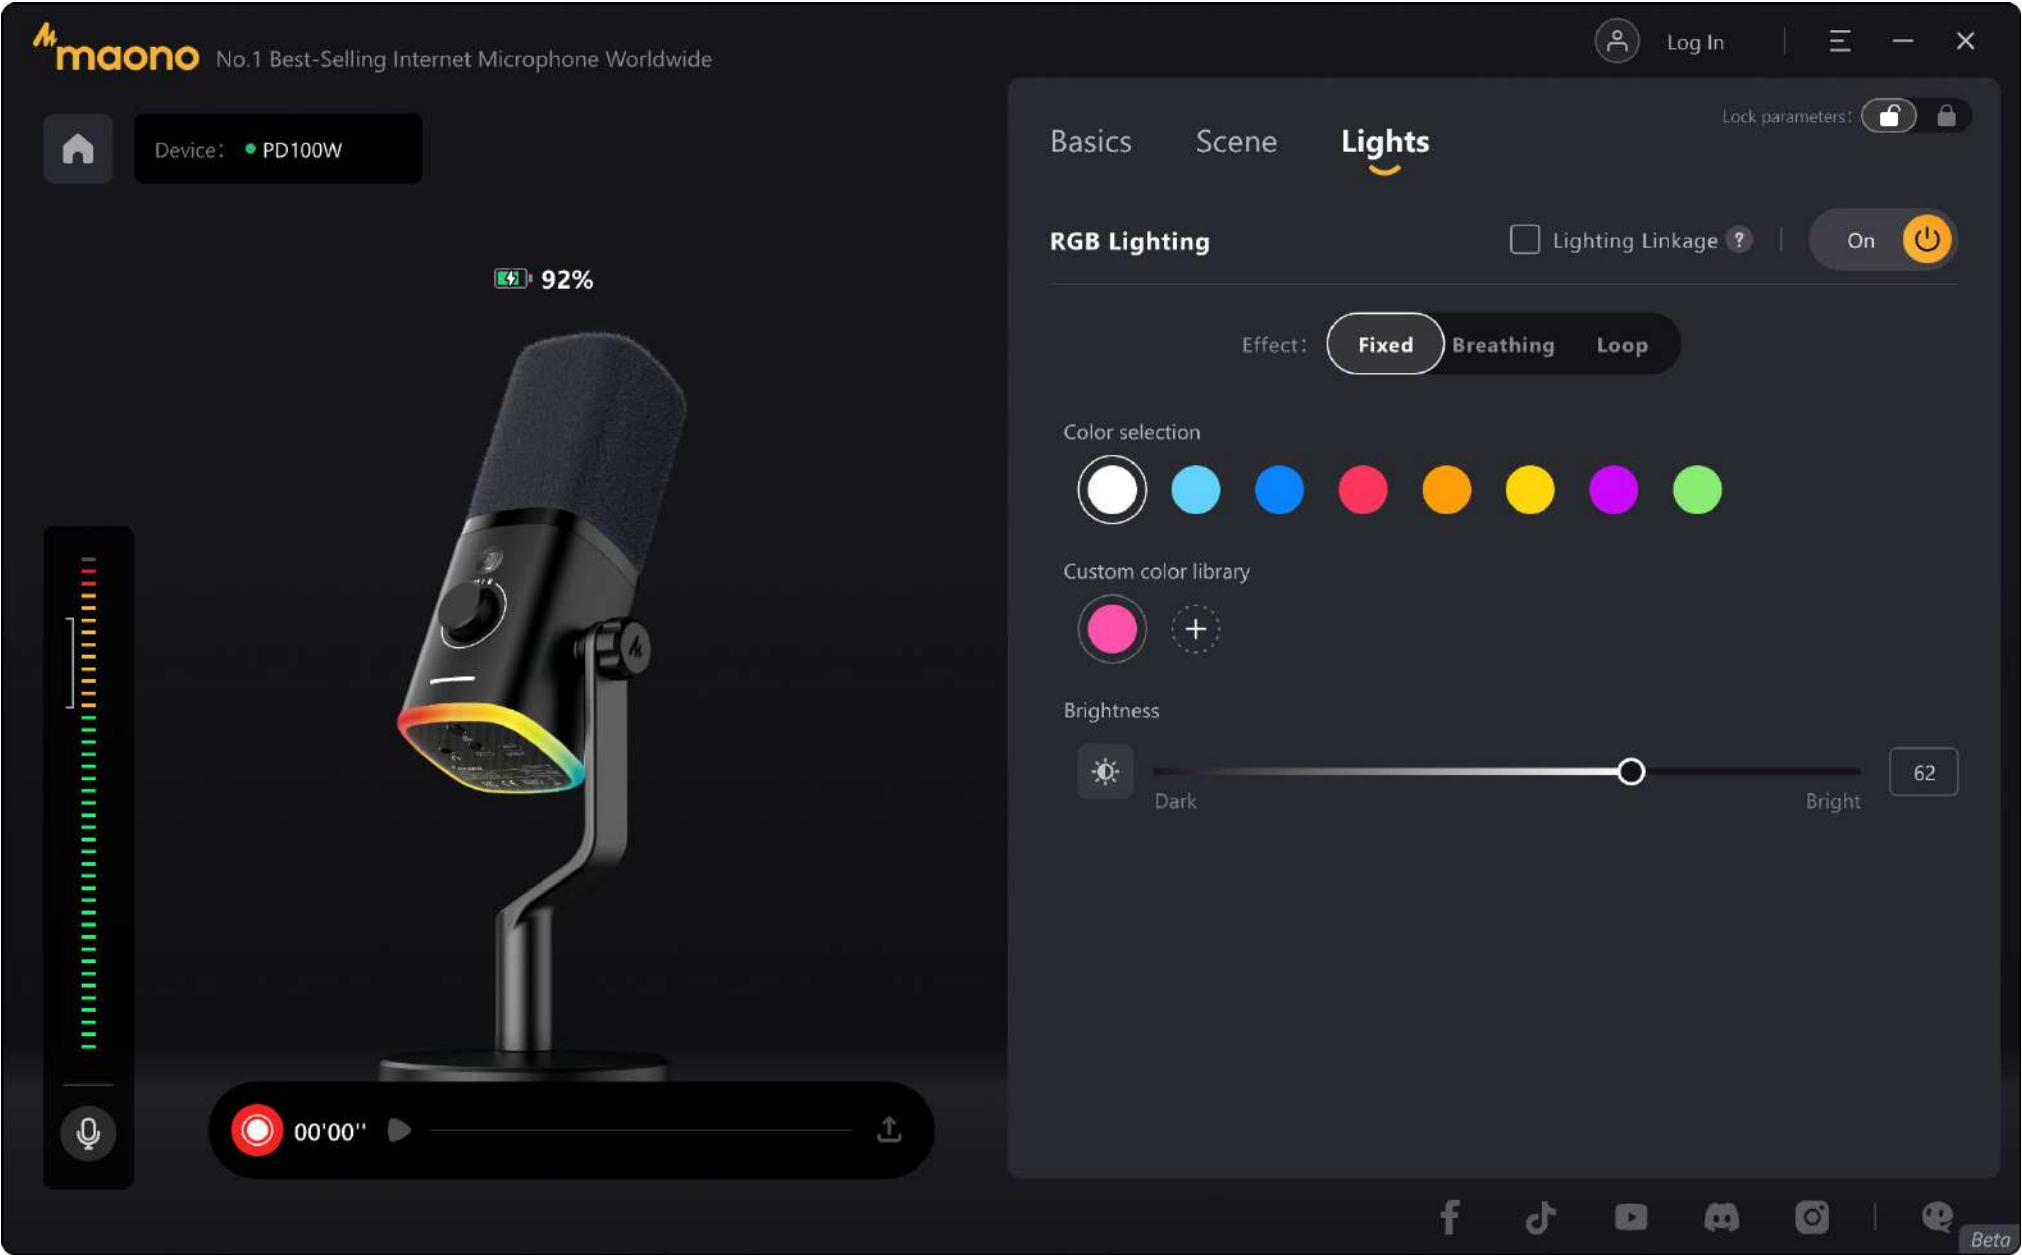 maono No.1 Best-Selling Internet Microphone Worldwide
Log In
Device: PD100W
Basics Scene Lights
Lock parameters:
RGB Lighting
Lighting Linkage ?
On
92%
Effect: Fixed Breathing Loop
Color selection
Custom color library
Brightness
62
Dark Bright
00'00''
Beta